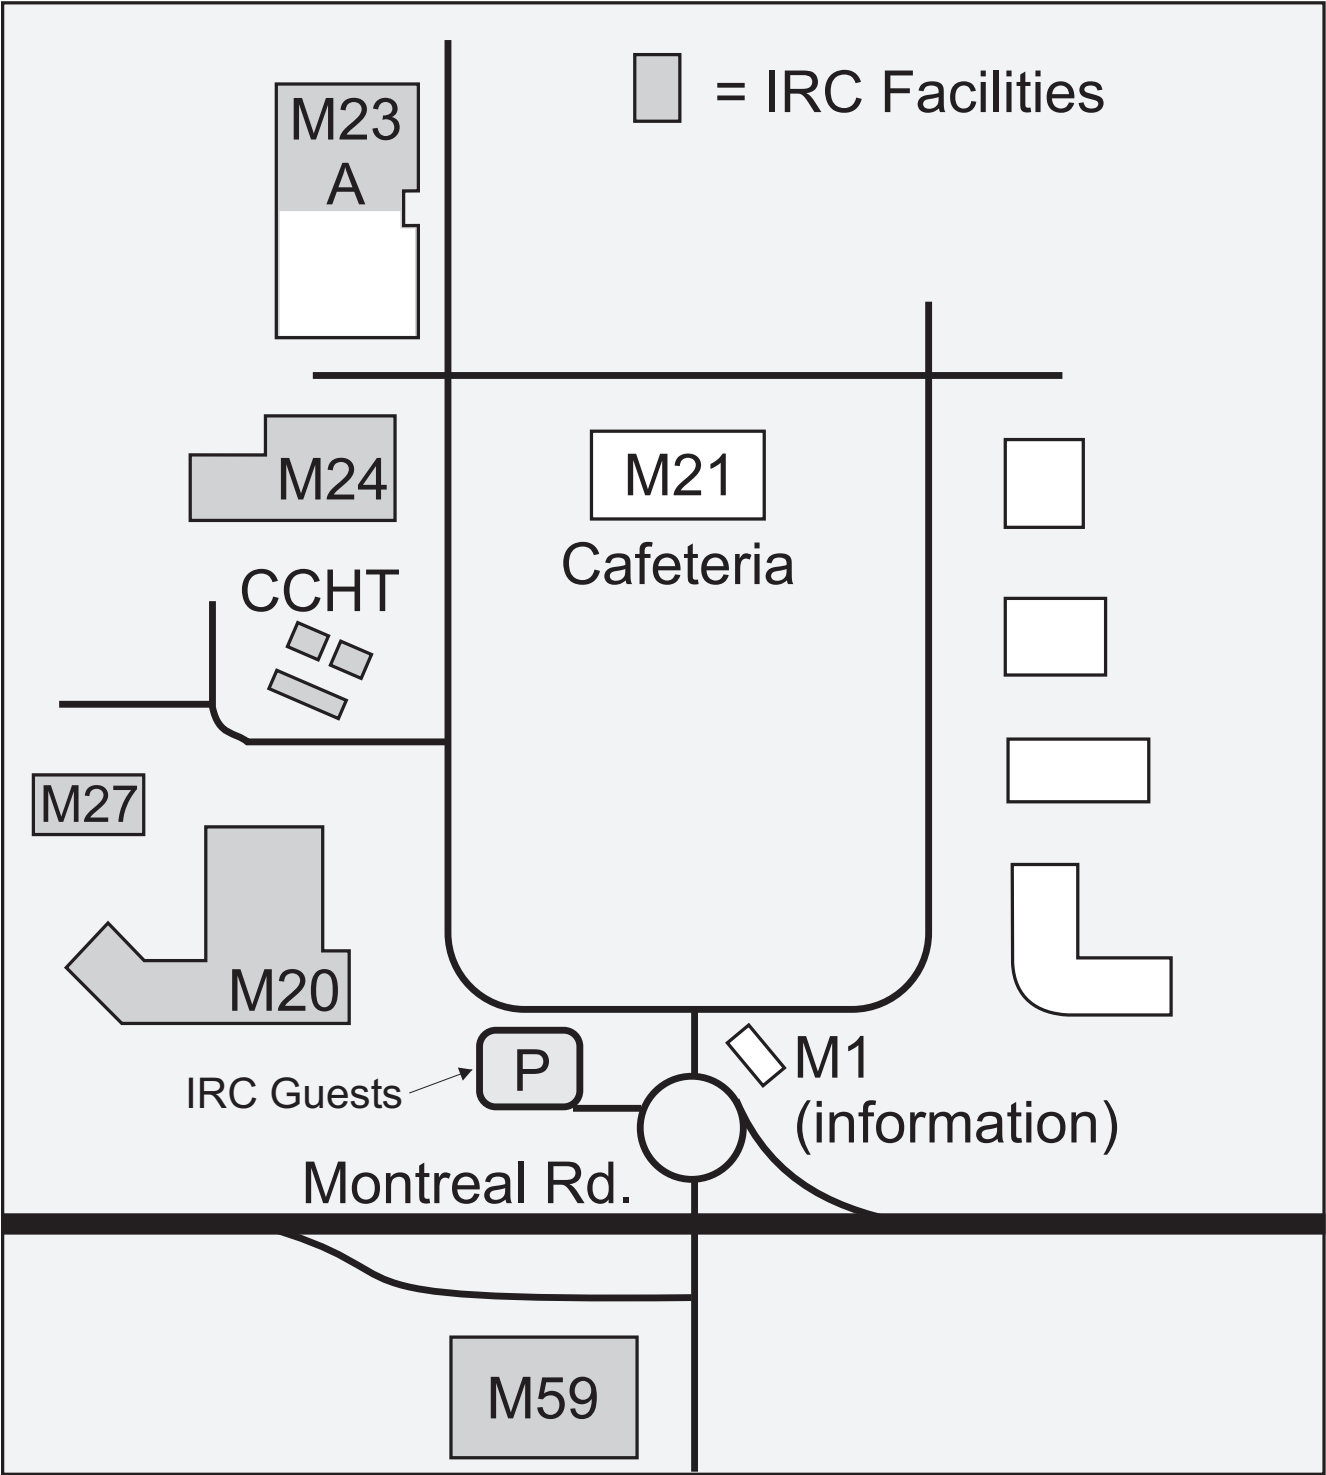 = IRC Facilities
M23
A
M24
M21
Cafeteria
CCHT
M27
M20
P
IRC Guests
M1
(information)
Montreal Rd.
M59